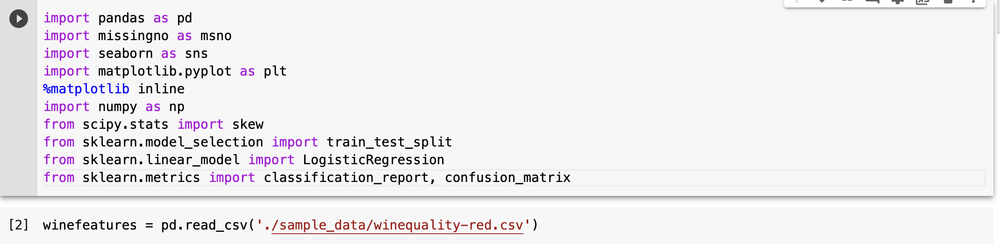 import pandas as pd
import missingno as msno
import seaborn as sns
import matplotlib.pyplot as plt
%matplotlib inline
import numpy as np
from scipy.stats import skew
from sklearn.model_selection import train_test_split
from sklearn.linear_model import LogisticRegression
from sklearn.metrics import classification_report, confusion_matrix
[2] winefeatures = pd.read_csv('./sample_data/winequality-red.csv')